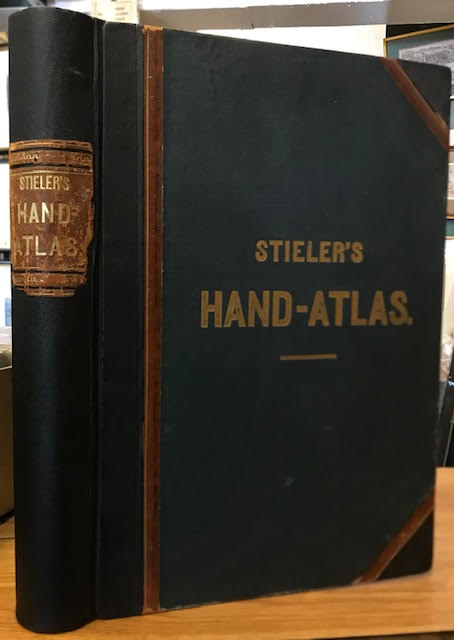 STIELER'S
HAND-
ATLAS.
STIELER'S
HAND-ATLAS.